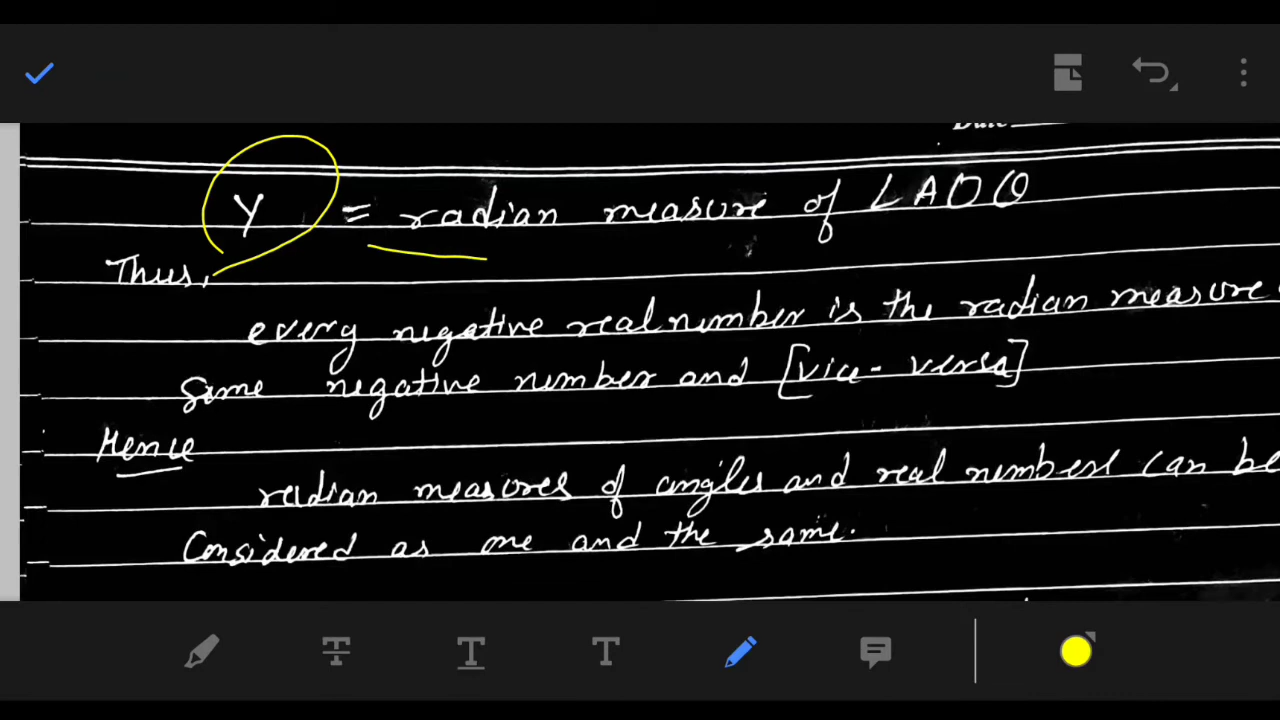 Date
Y = radian measure of ∠AOQ
Thus,
every negative real number is the radian measure
same negative number and [vice-versa]
Hence
radian measures of angles and real numbers can be
Considered as one and the same.
T T T